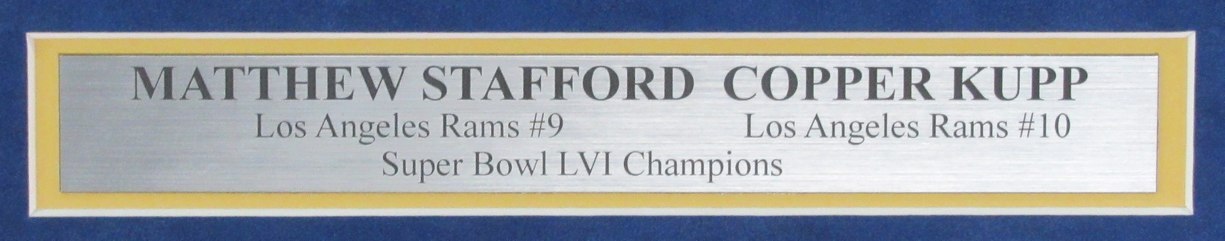 MATTHEW STAFFORD COPPER KUPP
Los Angeles Rams #9 Los Angeles Rams #10
Super Bowl LVI Champions